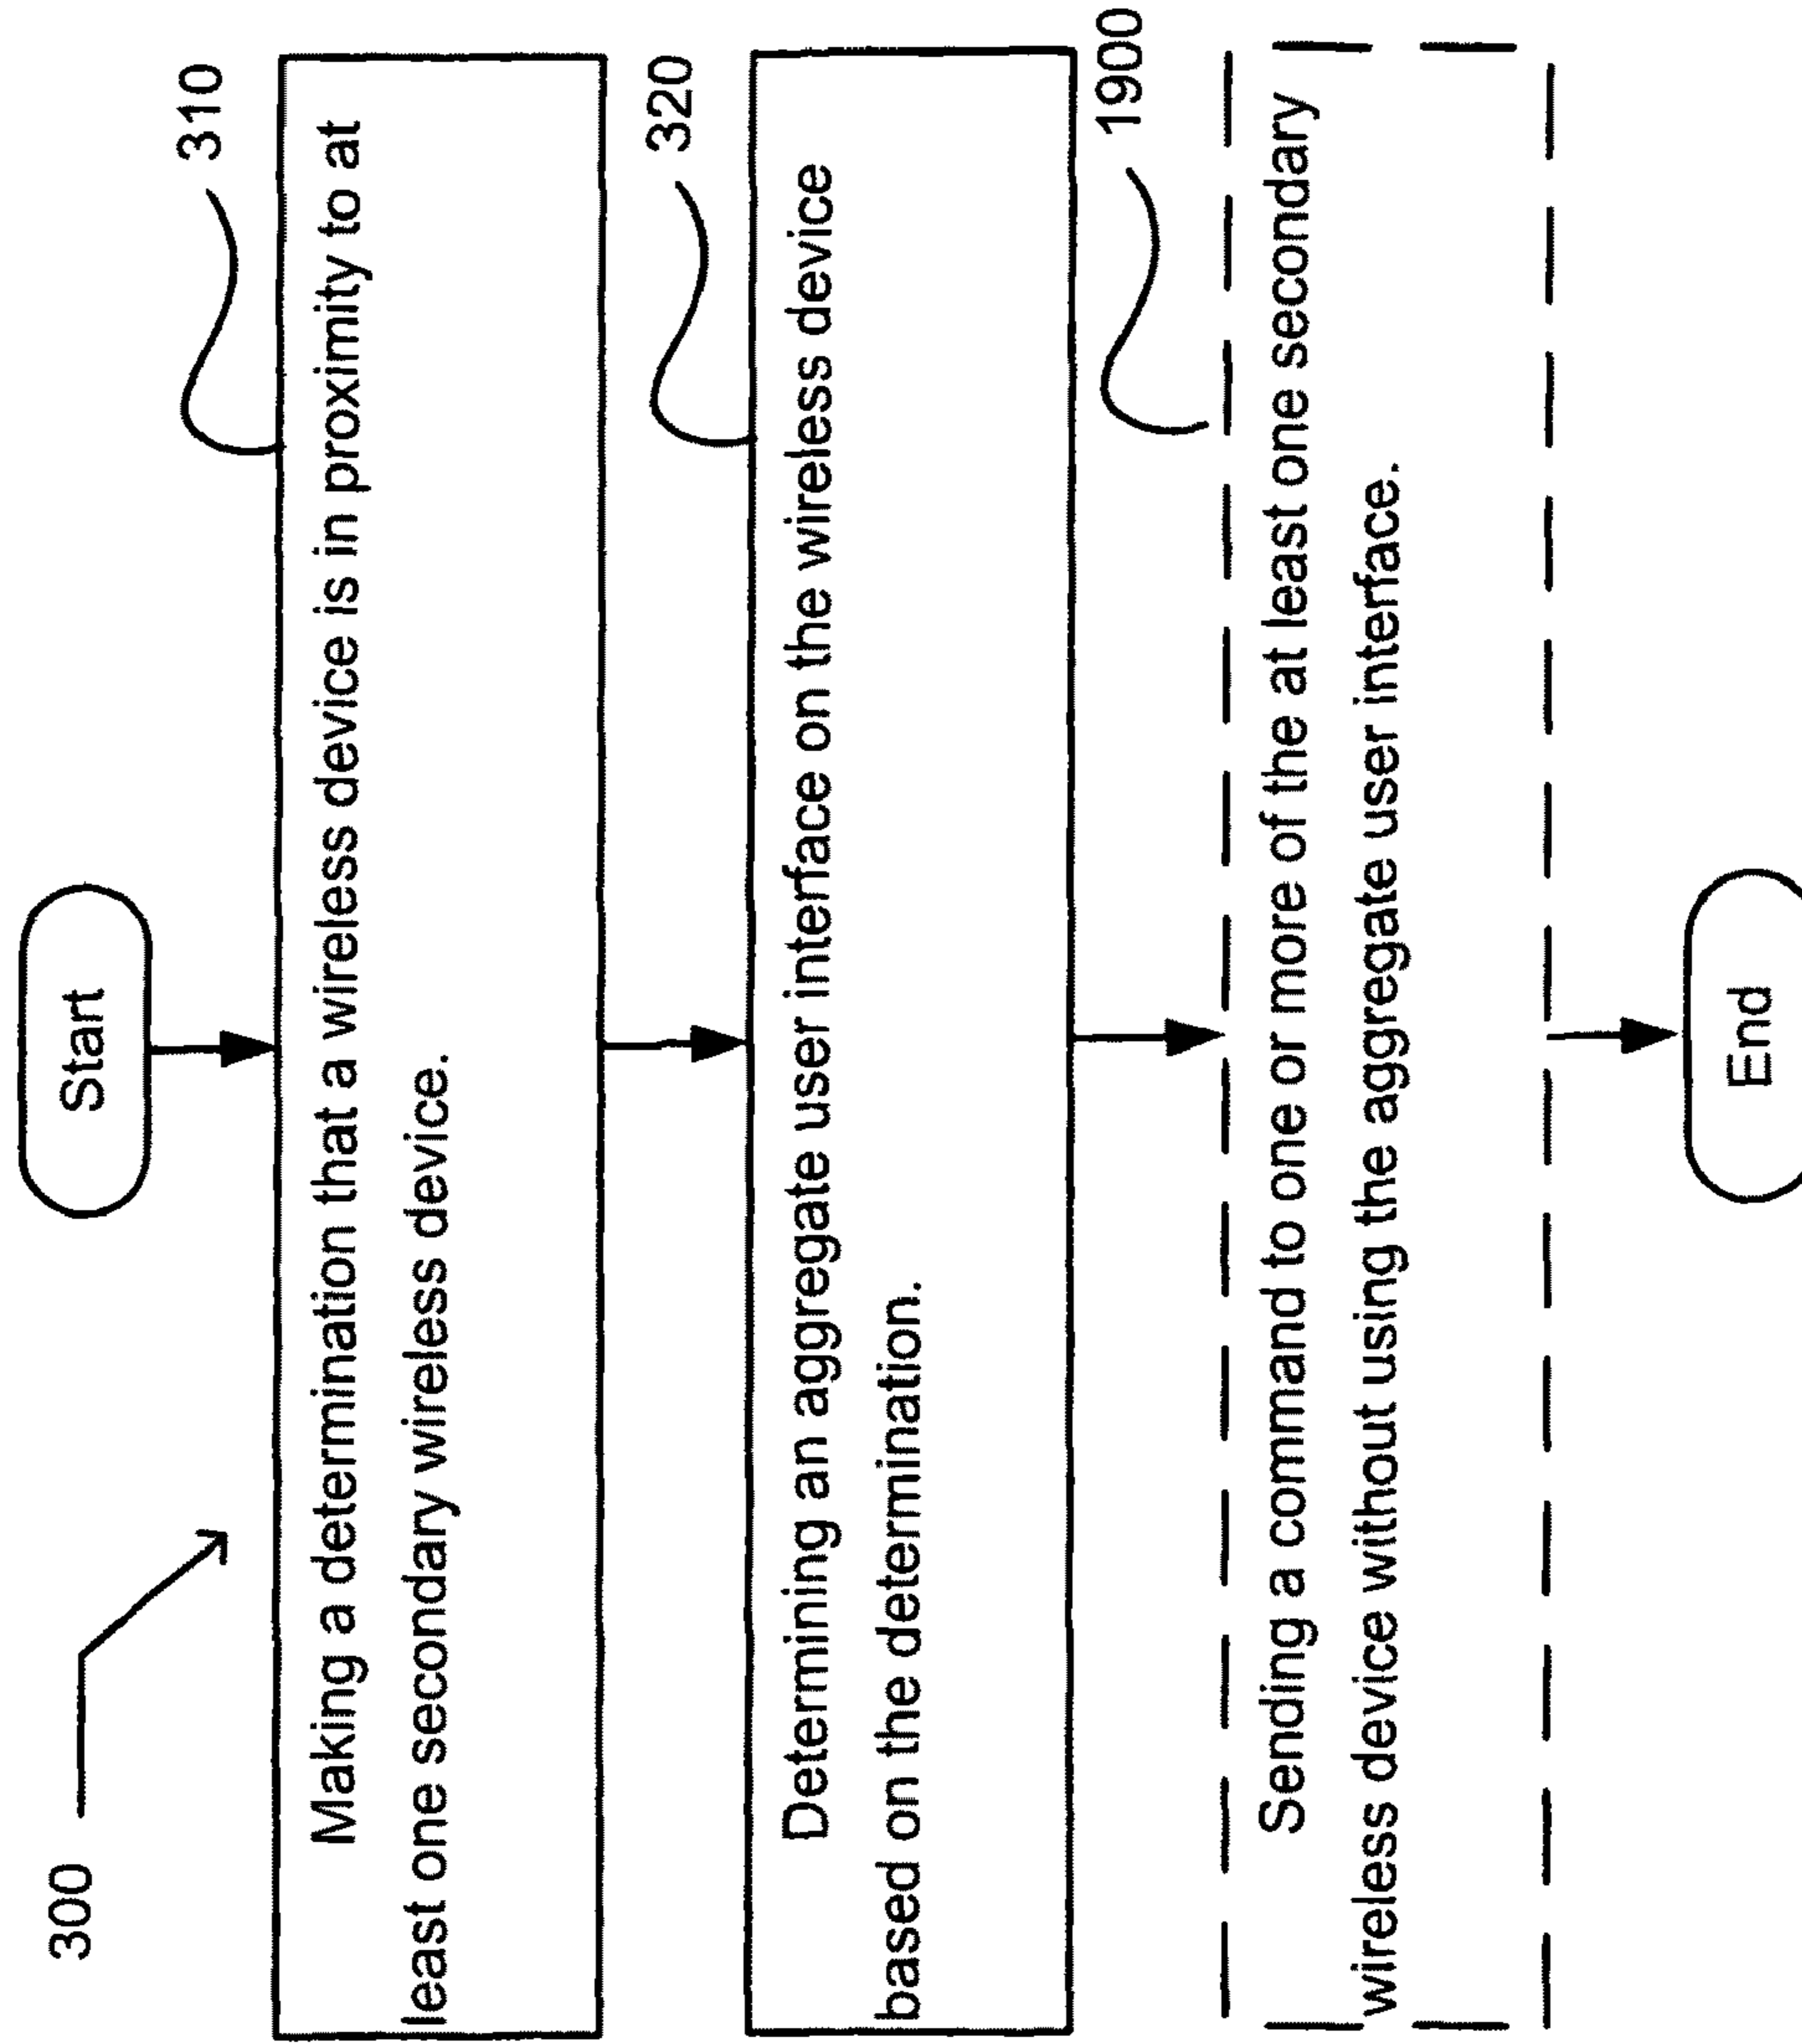 300
Start
310
Making a determination that a wireless device is in proximity to at
least one secondary wireless device.
320
Determining an aggregate user interface on the wireless device
based on the determination.
1900
Sending a command to one or more of the at least one secondary
wireless device without using the aggregate user interface.
End